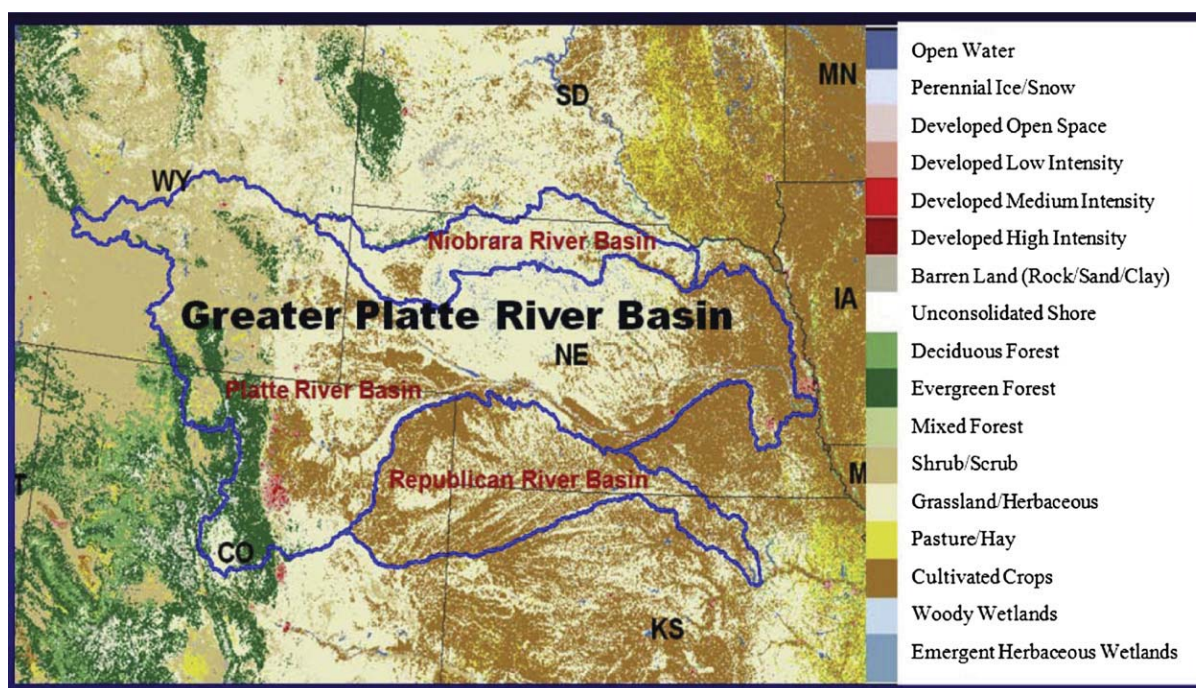 SD
MN
WY
Niobrara River Basin
Greater Platte River Basin
IA
NE
Platte River Basin
Republican River Basin
M
T
CO
KS
Open Water
Perennial Ice/Snow
Developed Open Space
Developed Low Intensity
Developed Medium Intensity
Developed High Intensity
Barren Land (Rock/Sand/Clay)
Unconsolidated Shore
Deciduous Forest
Evergreen Forest
Mixed Forest
Shrub/Scrub
Grassland/Herbaceous
Pasture/Hay
Cultivated Crops
Woody Wetlands
Emergent Herbaceous Wetlands